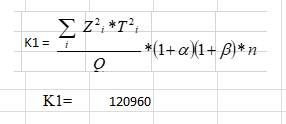 K1 = ∑ᵢ Z²ᵢ *T²ᵢ / Q *(1+α)(1+β)*n
K1= 120960